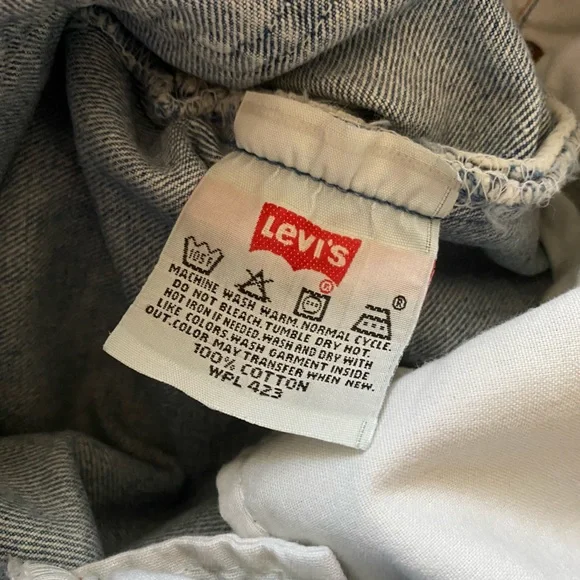 Levi's
®
105F
®
MACHINE WASH WARM. NORMAL CYCLE.
DO NOT BLEACH. TUMBLE DRY HOT.
HOT IRON IF NEEDED. WASH AND DRY WITH
LIKE COLORS. WASH GARMENT INSIDE
OUT. COLOR MAY TRANSFER WHEN NEW.
100% COTTON
WPL 423